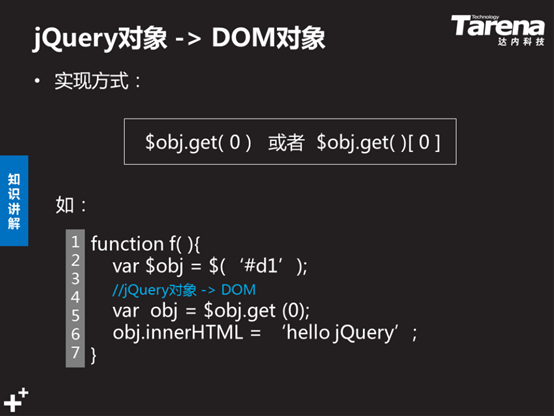 jQuery对象 -> DOM对象
Technology
Tarena
达内科技
• 实现方式：
$obj.get( 0 ) 或者 $obj.get( )[ 0 ]
知识讲解
如：
1 function f( ){
2 var $obj = $(‘#d1’);
3 //jQuery对象 -> DOM
4 var obj = $obj.get (0);
5 obj.innerHTML = ‘hello jQuery’;
6 }
7